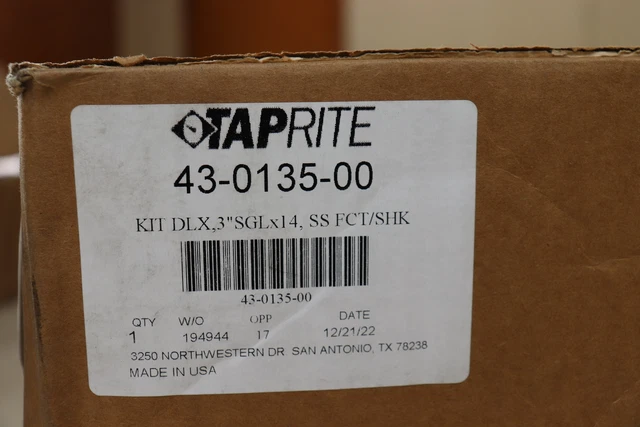 TAPRITE
43-0135-00
KIT DLX,3"SGLx14, SS FCT/SHK
43-0135-00
QTY W/O OPP DATE
1 194944 17 12/21/22
3250 NORTHWESTERN DR SAN ANTONIO, TX 78238
MADE IN USA